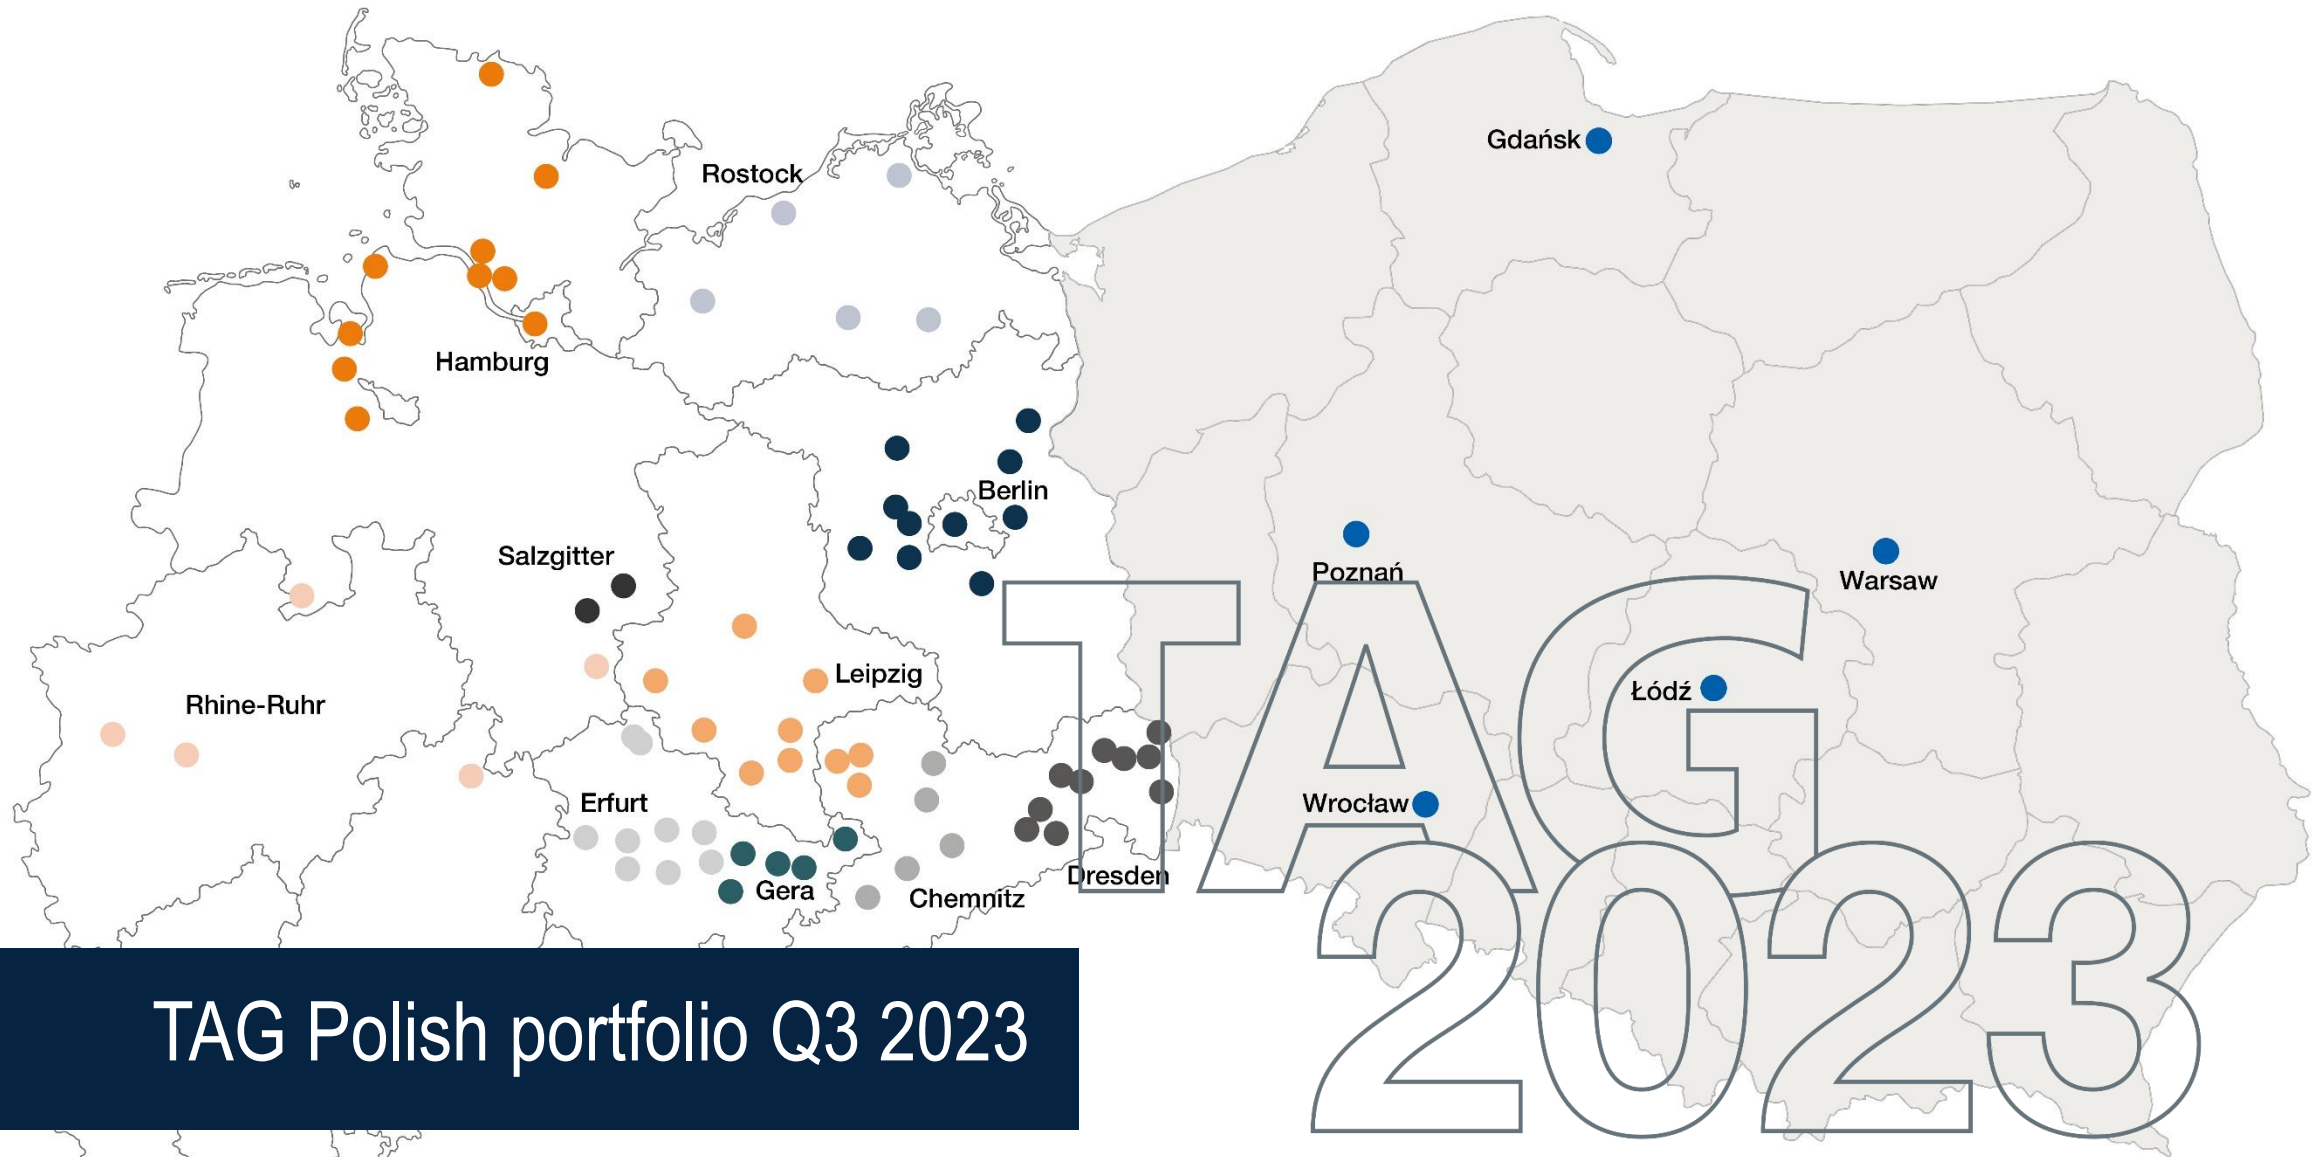 Gdańsk
Rostock
Hamburg
Berlin
Salzgitter
Poznań
Warsaw
Leipzig
Łódź
Rhine-Ruhr
Erfurt
Wrocław
Gera
Chemnitz
Dresden
TAG
2023
TAG Polish portfolio Q3 2023